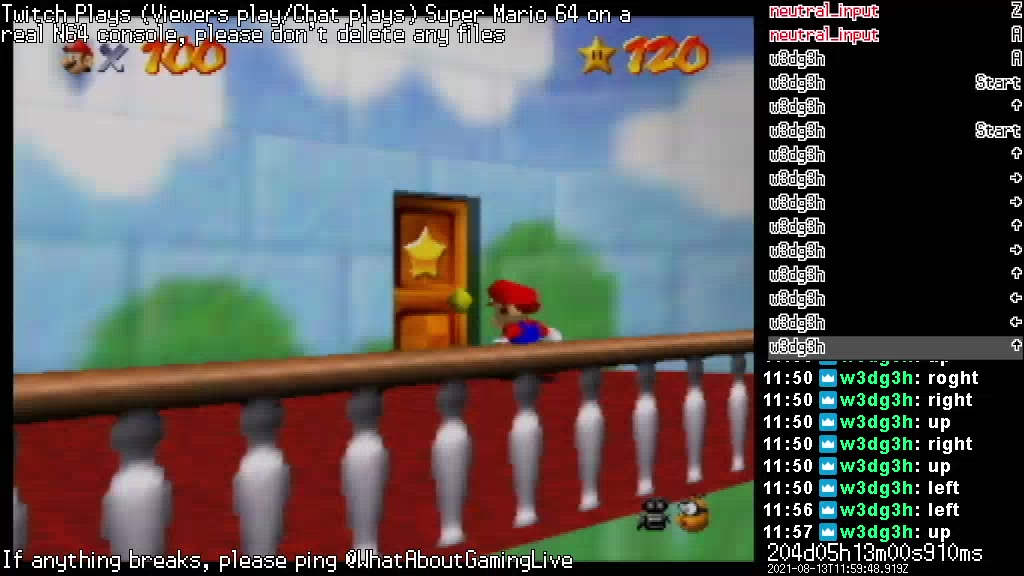 Twitch Plays (Viewers play/Chat plays) Super Mario 64 on a
real N64 console, please don't delete any files
100
120
neutral_input Z
neutral_input A
w3dg3h A
w3dg3h Start
w3dg3h ↑
w3dg3h Start
w3dg3h ↑
w3dg3h →
w3dg3h →
w3dg3h ↑
w3dg3h →
w3dg3h ↑
w3dg3h ←
w3dg3h ←
w3dg3h ↑
11:50 w3dg3h: roght
11:50 w3dg3h: right
11:50 w3dg3h: up
11:50 w3dg3h: right
11:50 w3dg3h: up
11:50 w3dg3h: left
11:56 w3dg3h: left
11:57 w3dg3h: up
204d05h13m00s910ms
2021-08-13T11:59:48.919Z
If anything breaks, please ping @WhatAboutGamingLive